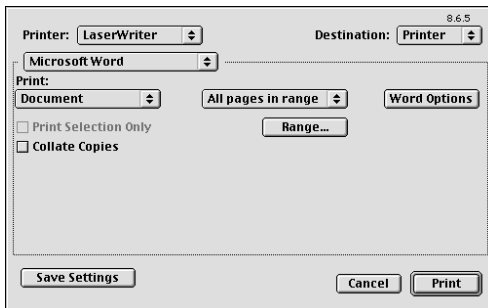 8.6.5
Printer: LaserWriter Destination: Printer
Microsoft Word
Print:
Document All pages in range Word Options
Print Selection Only Range...
Collate Copies
Save Settings Cancel Print